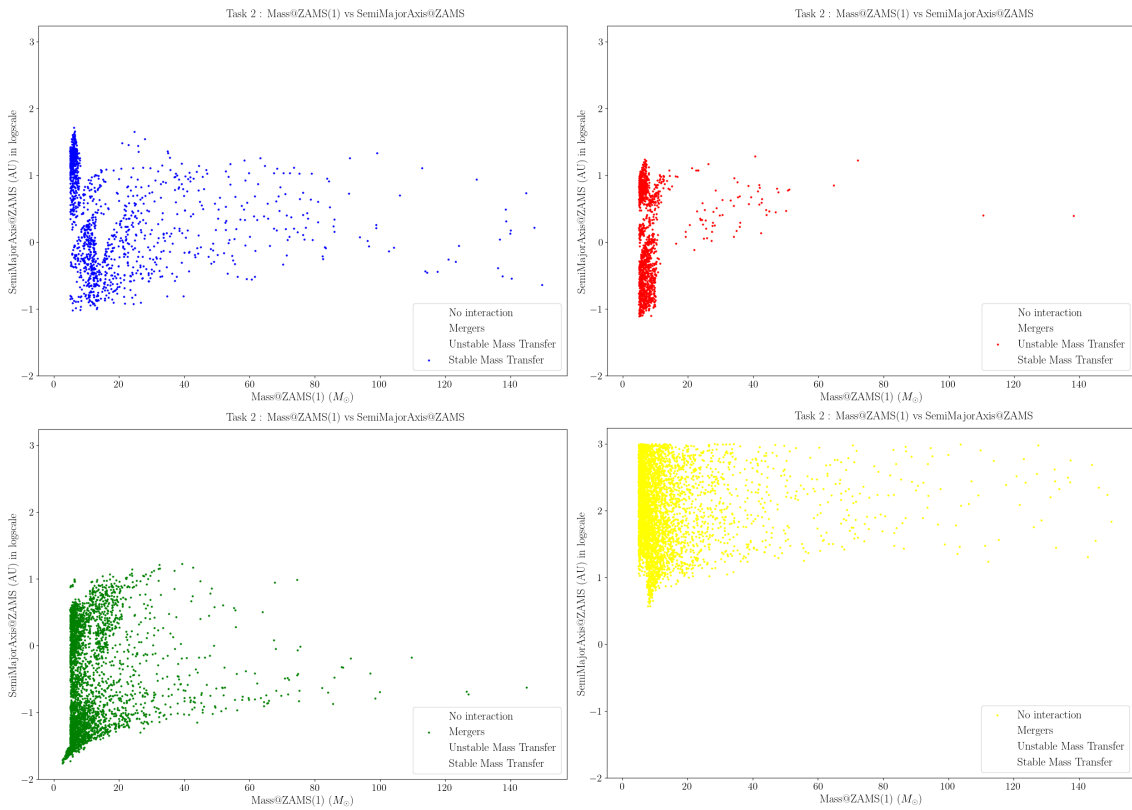 Task 2 : Mass@ZAMS(1) vs SemiMajorAxis@ZAMS
SemiMajorAxis@ZAMS (AU) in logscale
3
2
1
0
−1
−2
No interaction
Mergers
Unstable Mass Transfer
Stable Mass Transfer
0 20 40 60 80 100 120 140
Mass@ZAMS(1) (M☉)
Task 2 : Mass@ZAMS(1) vs SemiMajorAxis@ZAMS
SemiMajorAxis@ZAMS (AU) in logscale
3
2
1
0
−1
−2
No interaction
Mergers
Unstable Mass Transfer
Stable Mass Transfer
0 20 40 60 80 100 120 140
Mass@ZAMS(1) (M☉)
Task 2 : Mass@ZAMS(1) vs SemiMajorAxis@ZAMS
SemiMajorAxis@ZAMS (AU) in logscale
3
2
1
0
−1
−2
No interaction
Mergers
Unstable Mass Transfer
Stable Mass Transfer
0 20 40 60 80 100 120 140
Mass@ZAMS(1) (M☉)
Task 2 : Mass@ZAMS(1) vs SemiMajorAxis@ZAMS
SemiMajorAxis@ZAMS (AU) in logscale
3
2
1
0
−1
−2
No interaction
Mergers
Unstable Mass Transfer
Stable Mass Transfer
0 20 40 60 80 100 120 140
Mass@ZAMS(1) (M☉)